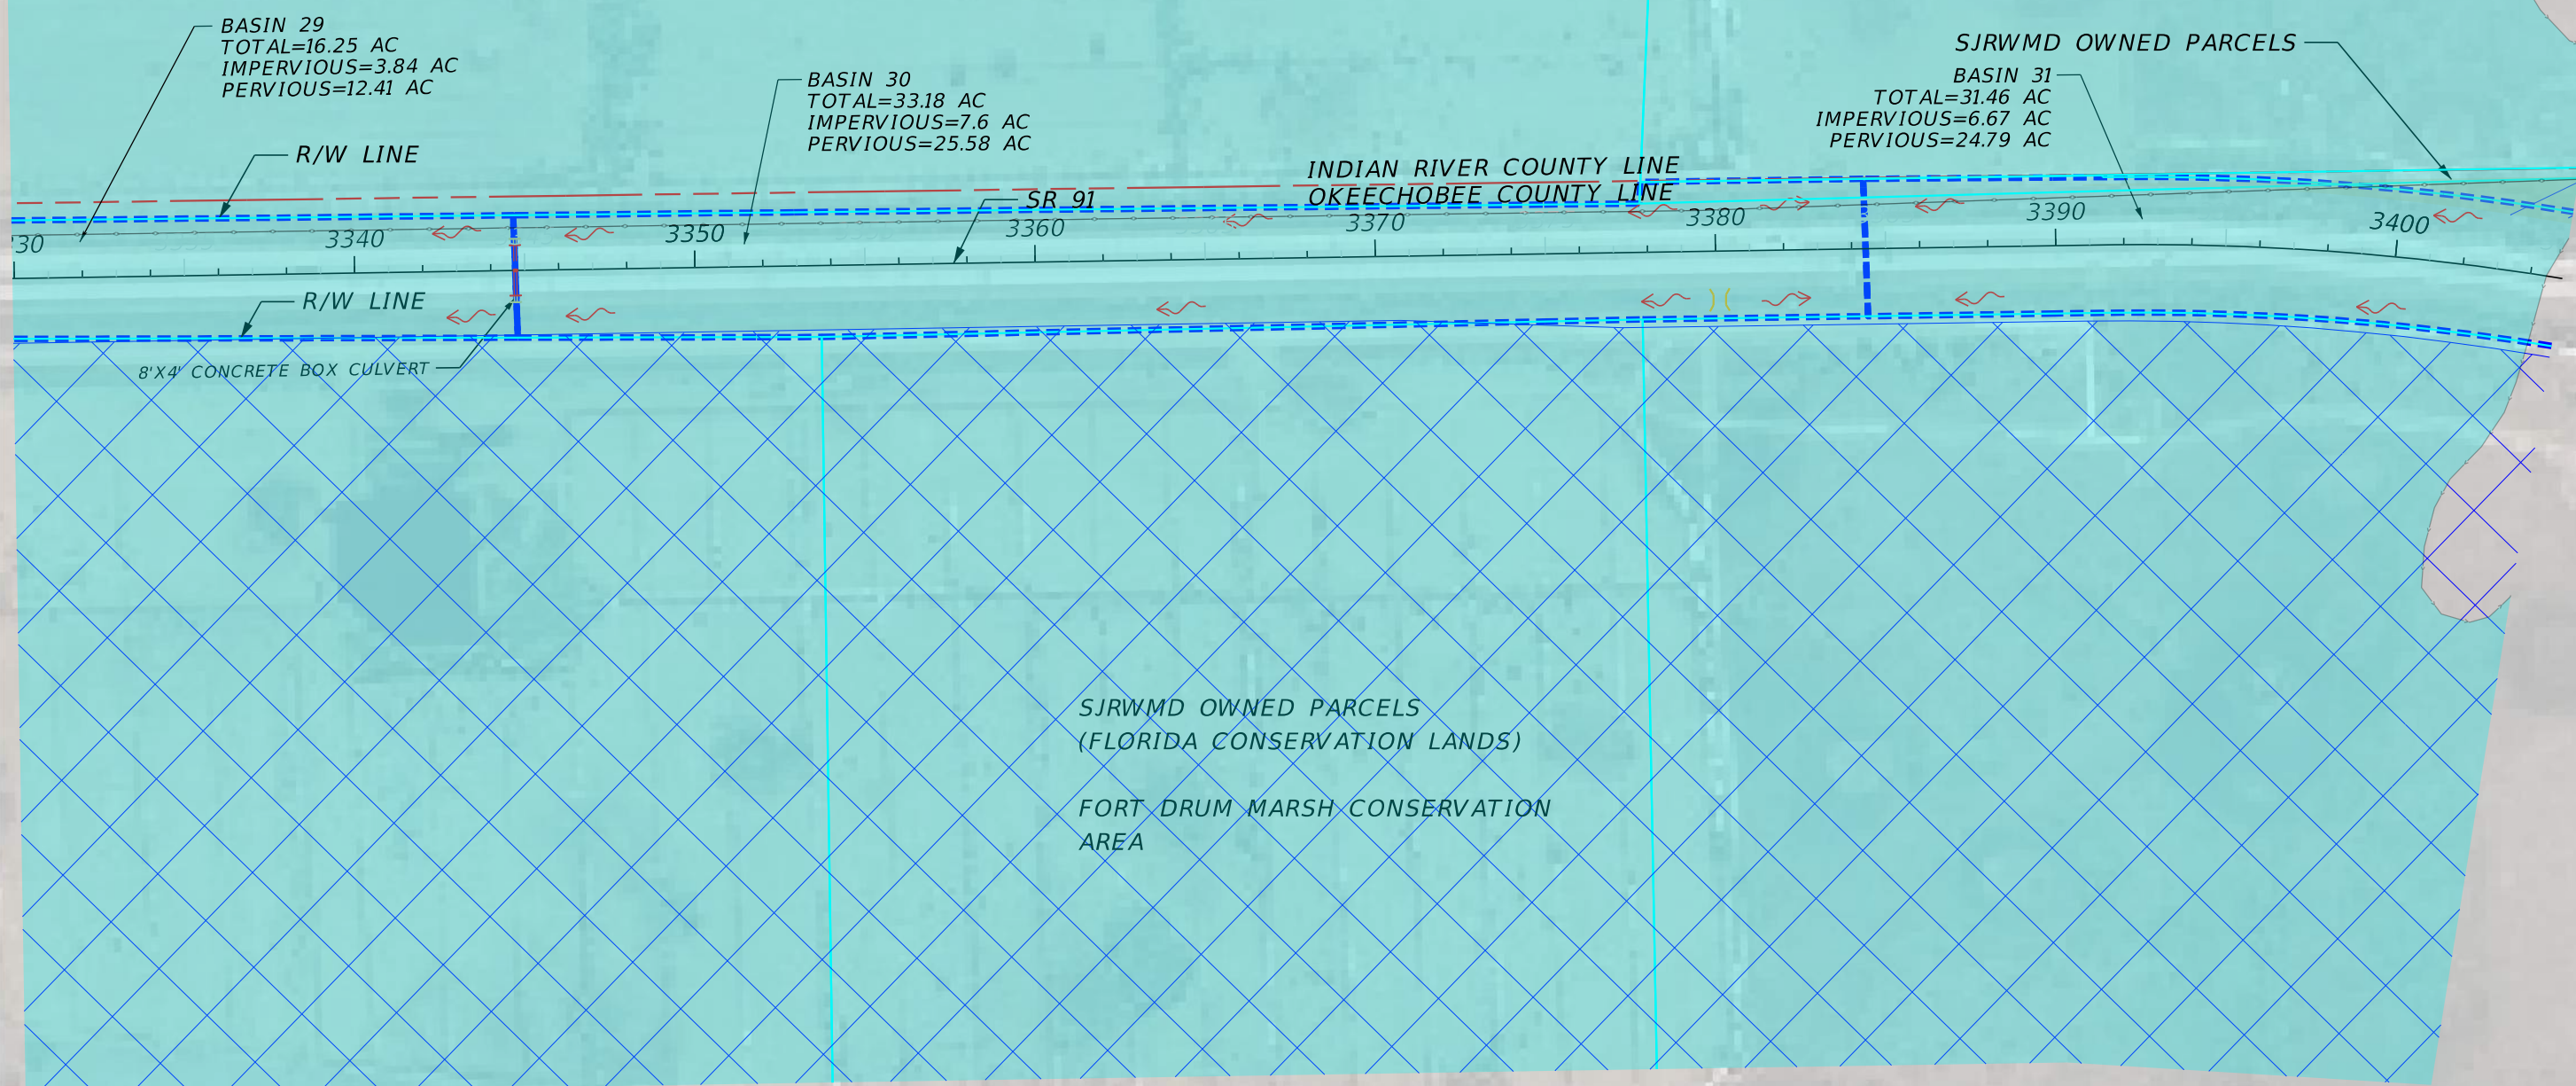 BASIN 29
TOTAL=16.25 AC
IMPERVIOUS=3.84 AC
PERVIOUS=12.41 AC
BASIN 30
TOTAL=33.18 AC
IMPERVIOUS=7.6 AC
PERVIOUS=25.58 AC
SJRWMD OWNED PARCELS
BASIN 31
TOTAL=31.46 AC
IMPERVIOUS=6.67 AC
PERVIOUS=24.79 AC
R/W LINE
INDIAN RIVER COUNTY LINE
OKEECHOBEE COUNTY LINE
SR 91
30 3340 3350 3360 3370 3380 3390 3400
R/W LINE
8'X4' CONCRETE BOX CULVERT
SJRWMD OWNED PARCELS
(FLORIDA CONSERVATION LANDS)
FORT DRUM MARSH CONSERVATION
AREA